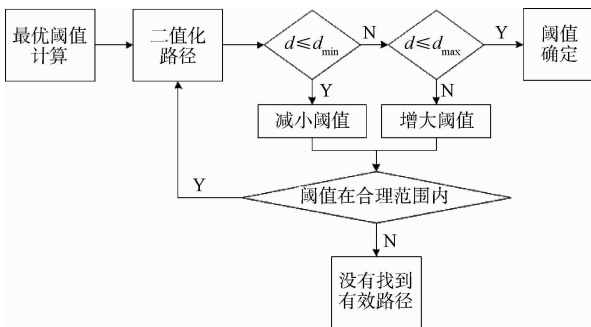 最优阈值
计算
二值化
路径
d≤dmin
N
d≤dmax
Y
阈值
确定
Y
N
减小阈值
增大阈值
Y
阈值在合理范围内
N
没有找到
有效路径